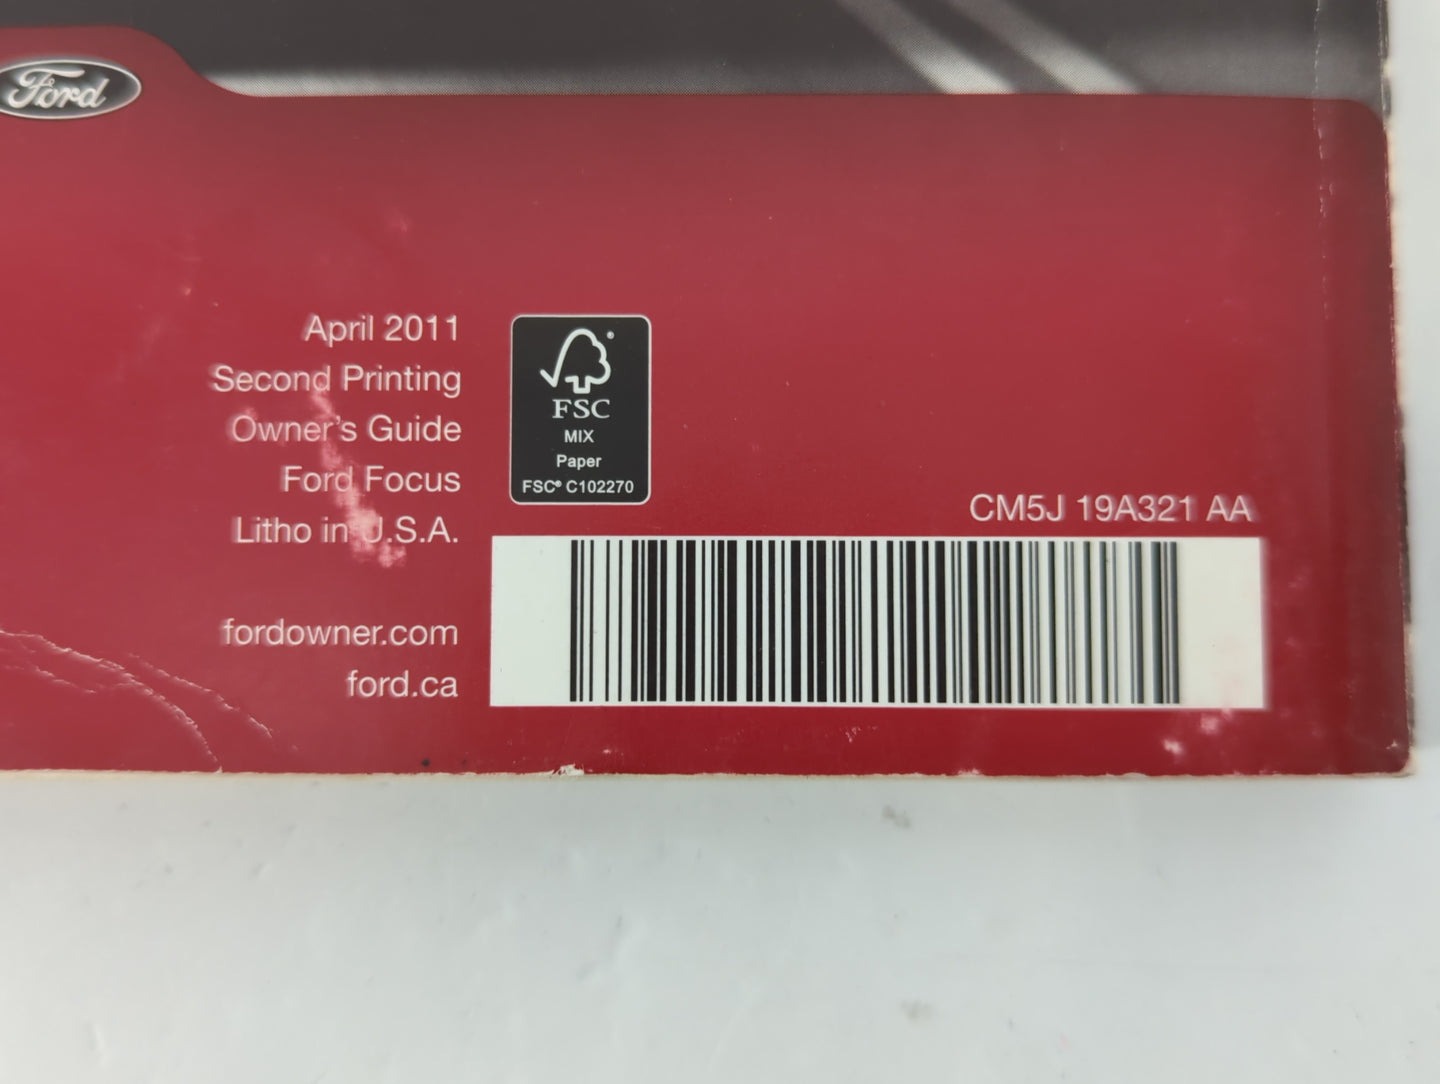 Ford
April 2011
Second Printing
Owner's Guide
Ford Focus
Litho in U.S.A.
fordowner.com
ford.ca
®
FSC
MIX
Paper
FSC® C102270
CM5J 19A321 AA